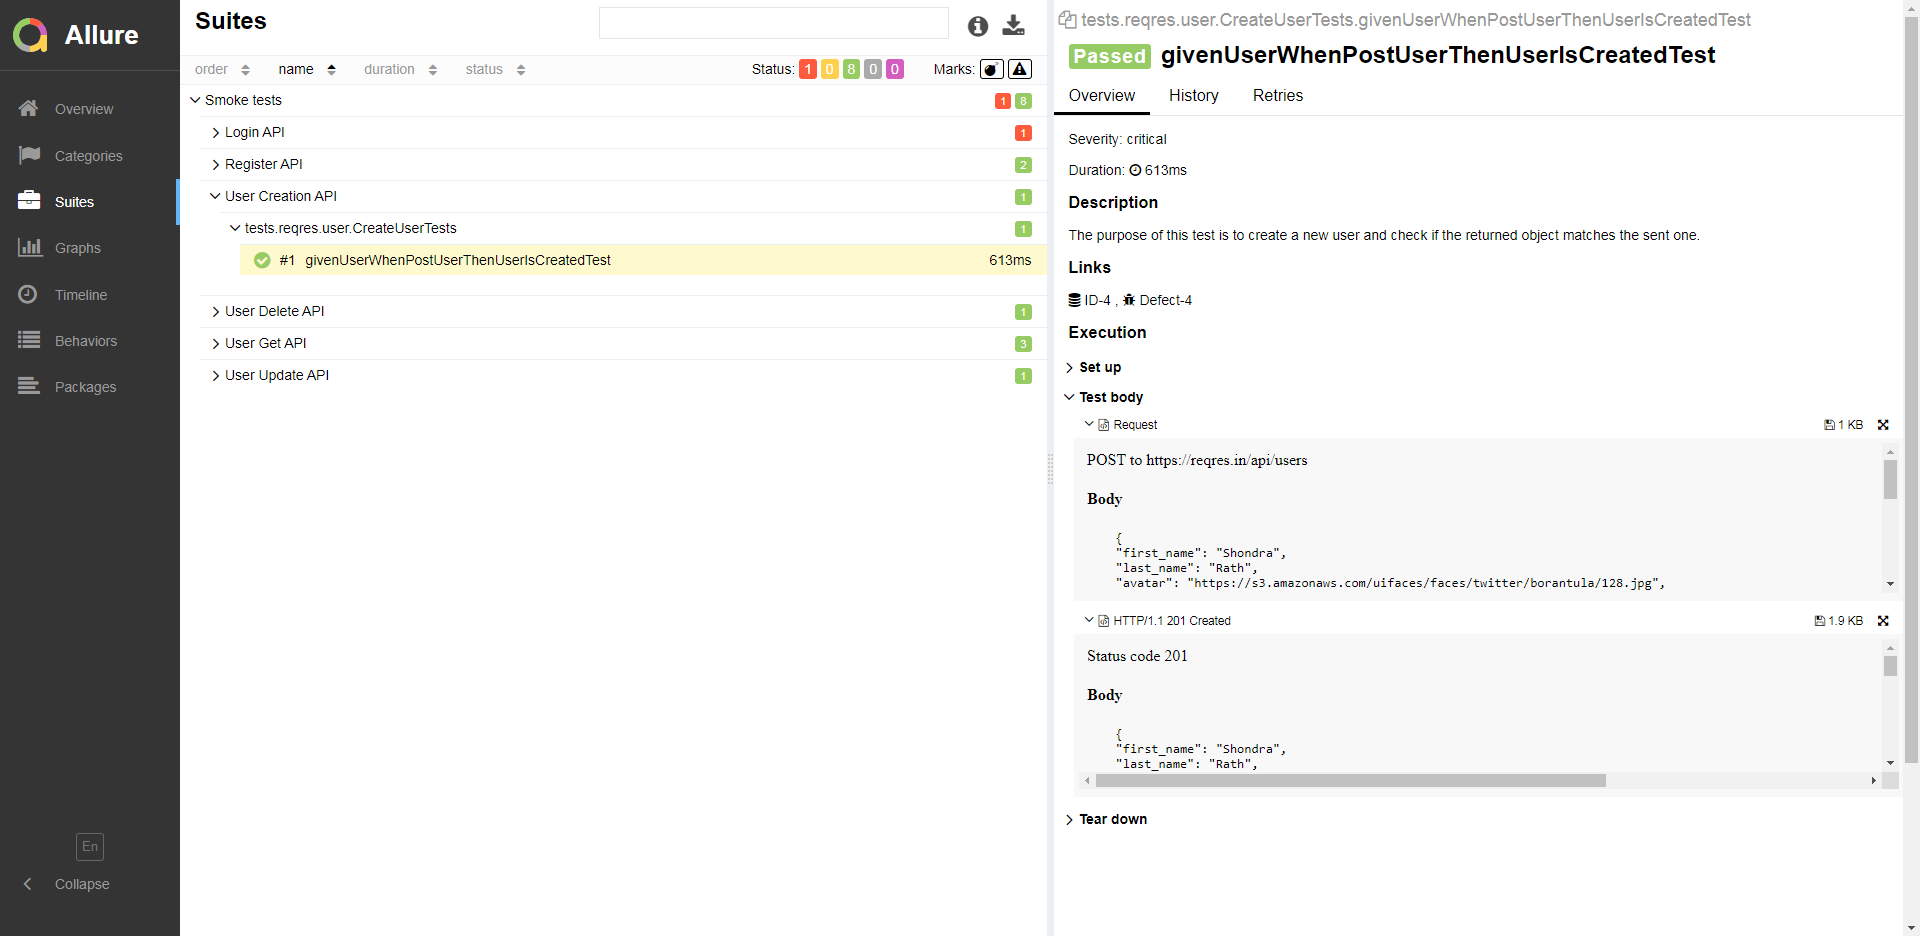 Allure
Overview
Categories
Suites
Graphs
Timeline
Behaviors
Packages
En
Collapse
Suites
order name duration status Status: 1 0 8 0 0 Marks:
Smoke tests 1 8
Login API 1
Register API 2
User Creation API 1
tests.reqres.user.CreateUserTests 1
#1 givenUserWhenPostUserThenUserIsCreatedTest 613ms
User Delete API 1
User Get API 3
User Update API 1
tests.reqres.user.CreateUserTests.givenUserWhenPostUserThenUserIsCreatedTest
Passed givenUserWhenPostUserThenUserIsCreatedTest
Overview History Retries
Severity: critical
Duration: 613ms
Description
The purpose of this test is to create a new user and check if the returned object matches the sent one.
Links
ID-4 , Defect-4
Execution
Set up
Test body
Request 1 KB
POST to https://reqres.in/api/users
Body
{
"first_name": "Shondra",
"last_name": "Rath",
"avatar": "https://s3.amazonaws.com/uifaces/faces/twitter/borantula/128.jpg",
HTTP/1.1 201 Created 1.9 KB
Status code 201
Body
{
"first_name": "Shondra",
"last_name": "Rath",
Tear down